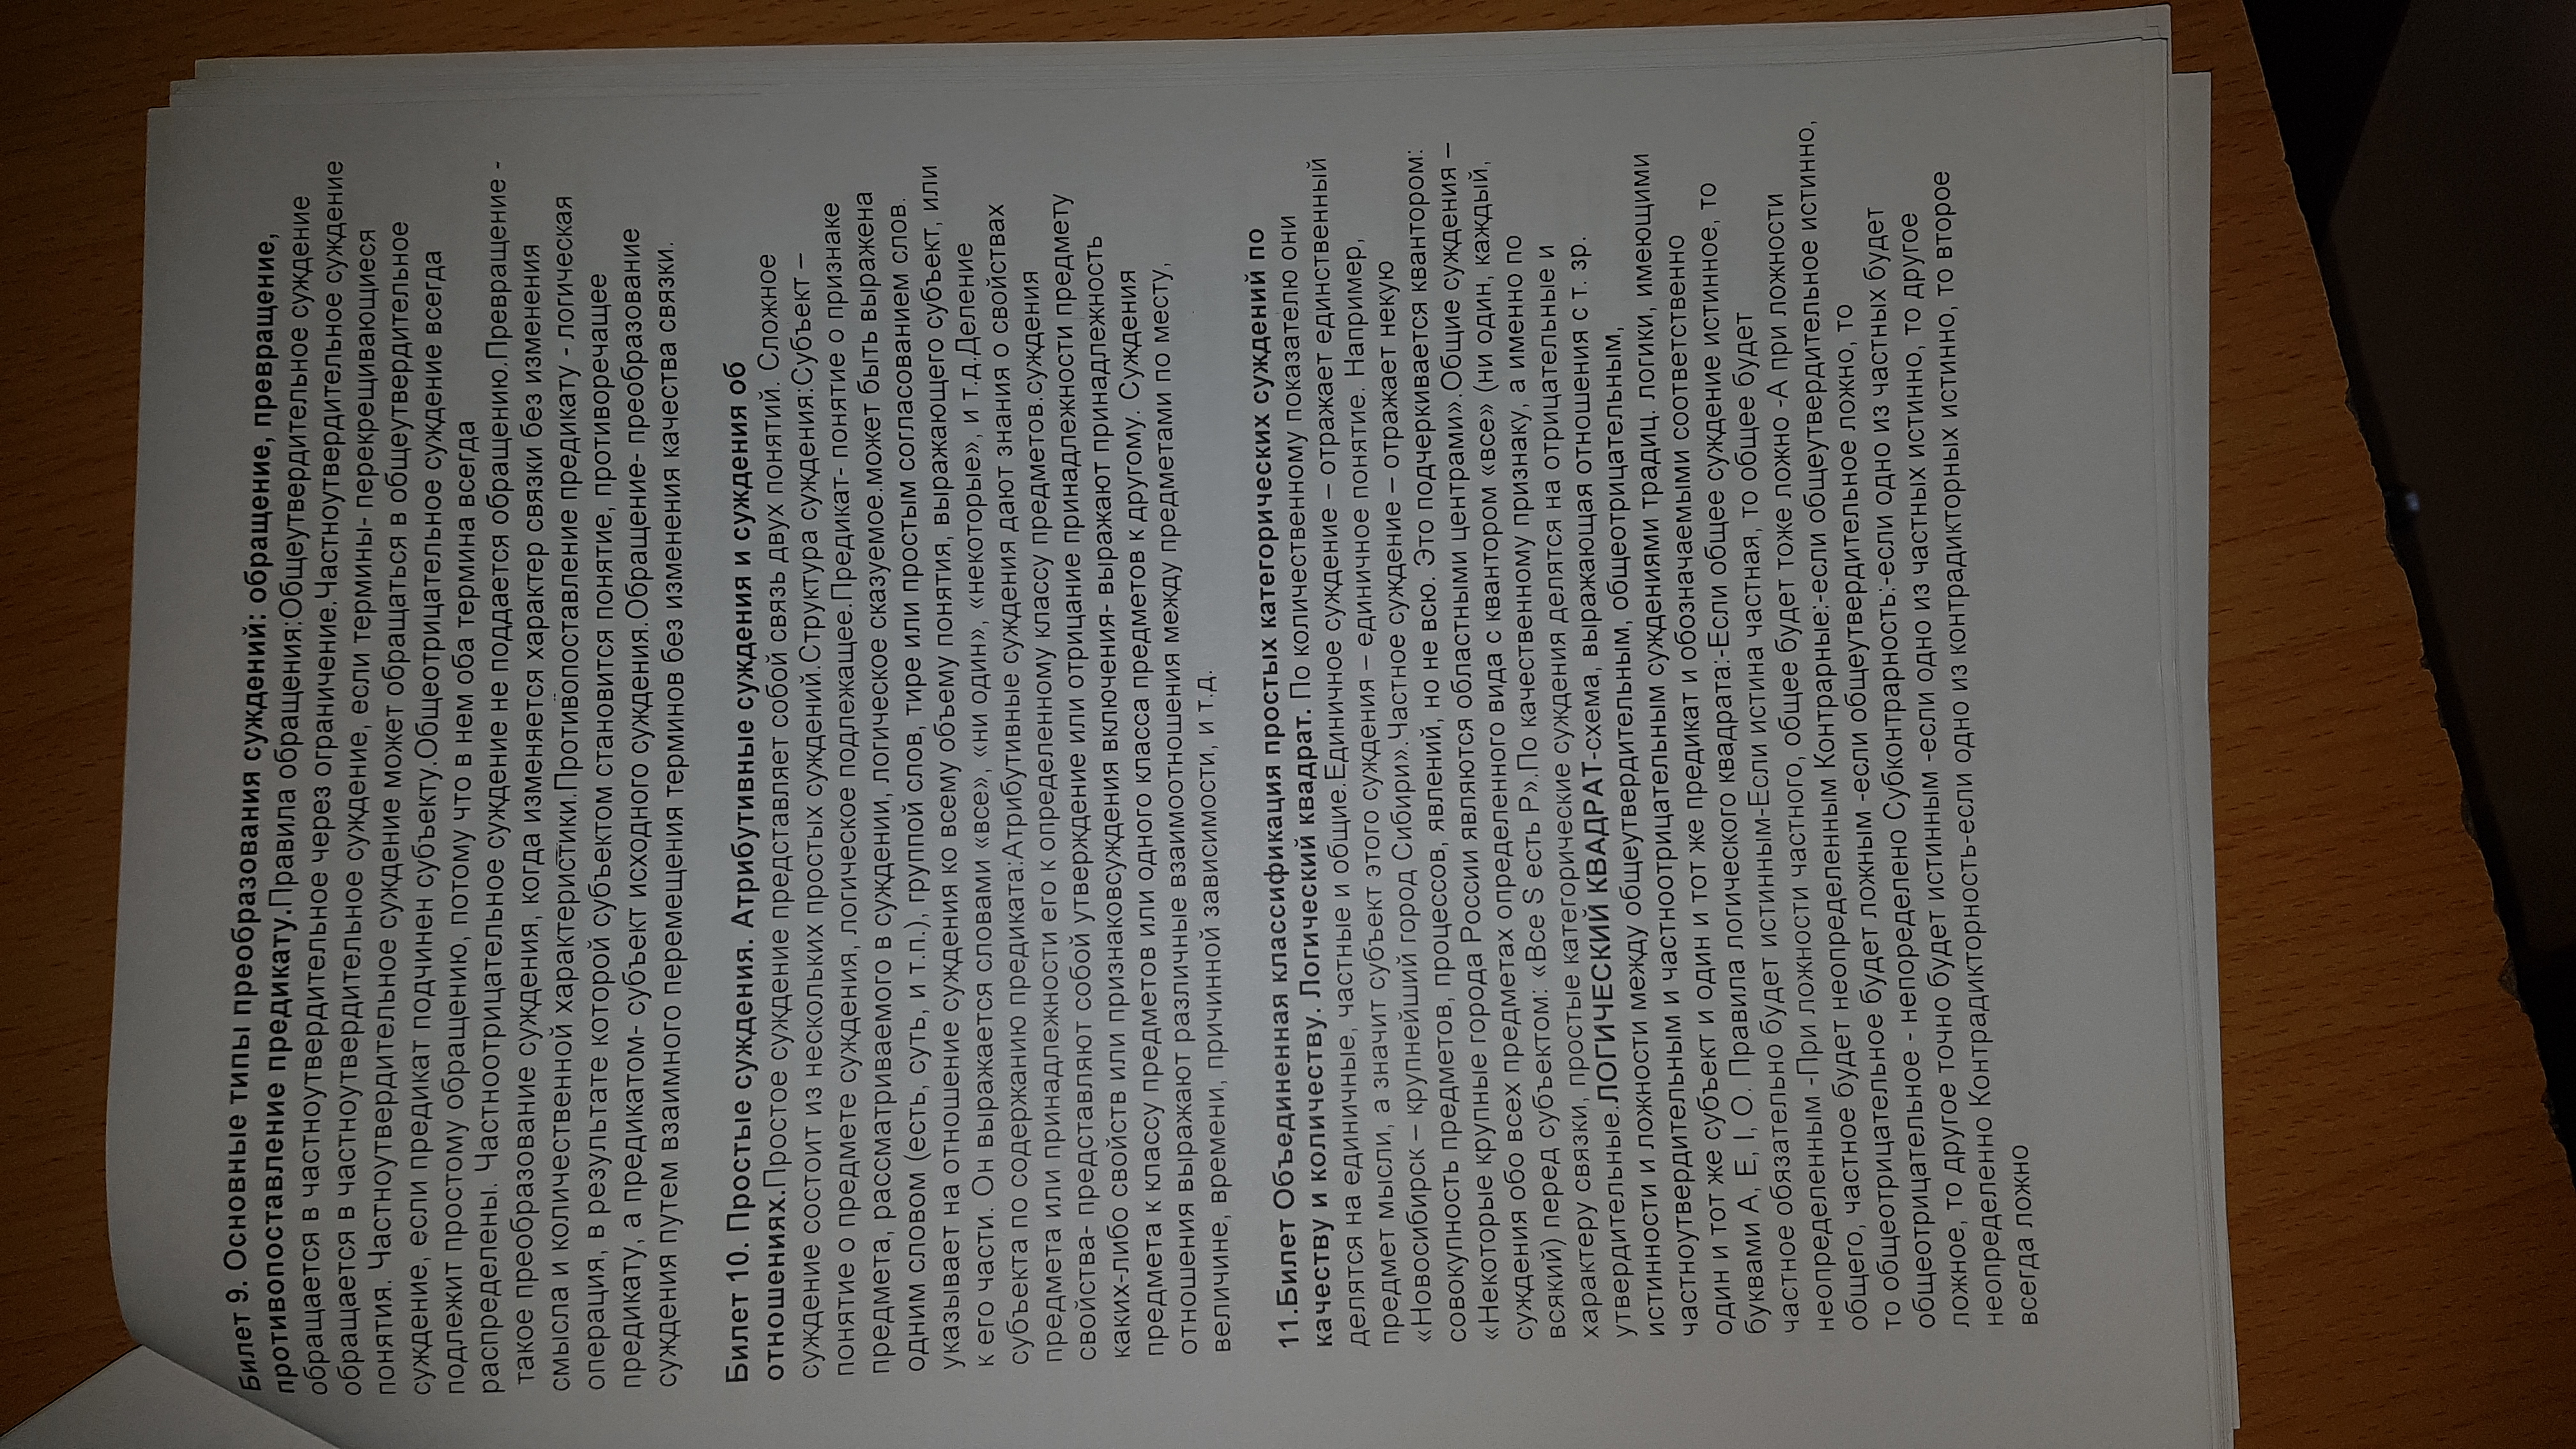 Билет 9. Основные типы преобразования суждений: обращение, превращение,
противопоставление предикату.Правила обращения:Общеутвердительное суждение
обращается в частноутвердительное через ограничение.Частноутвердительное суждение
обращается в частноутвердительное суждение, если термины- перекрещивающиеся
понятия. Частноутвердительное суждение может обращаться в общеутвердительное
суждение, если предикат подчинен субъекту.Общеотрицательное суждение всегда
подлежит простому обращению, потому что в нем оба термина всегда
распределены. Частноотрицательное суждение не поддается обращению.Превращение -
такое преобразование суждения, когда изменяется характер связки без изменения
смысла и количественной характеристики.Противопоставление предикату - логическая
операция, в результате которой субъектом становится понятие, противоречащее
предикату, а предикатом- субъект исходного суждения.Обращение- преобразование
суждения путем взаимного перемещения терминов без изменения качества связки.
Билет 10. Простые суждения. Атрибутивные суждения и суждения об
отношениях.Простое суждение представляет собой связь двух понятий. Сложное
суждение состоит из нескольких простых суждений.Структура суждения:Субъект –
понятие о предмете суждения, логическое подлежащее.Предикат- понятие о признаке
предмета, рассматриваемого в суждении, логическое сказуемое.может быть выражена
одним словом (есть, суть, и т.п.), группой слов, тире или простым согласованием слов.
указывает на отношение суждения ко всему объему понятия, выражающего субъект, или
к его части. Он выражается словами «все», «ни один», «некоторые», и т.д.Деление
субъекта по содержанию предиката:Атрибутивные суждения дают знания о свойствах
предмета или принадлежности его к определенному классу предметов.суждения
свойства- представляют собой утверждение или отрицание принадлежности предмету
каких-либо свойств или признаковсуждения включения- выражают принадлежность
предмета к классу предметов или одного класса предметов к другому. Суждения
отношения выражают различные взаимоотношения между предметами по месту,
величине, времени, причинной зависимости, и т.д.
11.Билет Объединенная классификация простых категорических суждений по
качеству и количеству. Логический квадрат. По количественному показателю они
делятся на единичные, частные и общие.Единичное суждение – отражает единственный
предмет мысли, а значит субъект этого суждения – единичное понятие. Например,
«Новосибирск – крупнейший город Сибири».Частное суждение – отражает некую
совокупность предметов, процессов, явлений, но не всю. Это подчеркивается квантором:
«Некоторые крупные города России являются областными центрами».Общие суждения –
суждения обо всех предметах определенного вида с квантором «все» (ни один, каждый,
всякий) перед субъектом: «Все S есть P».По качественному признаку, а именно по
характеру связки, простые категорические суждения делятся на отрицательные и
утвердительные.ЛОГИЧЕСКИЙ КВАДРАТ-схема, выражающая отношения с т. зр.
истинности и ложности между общеутвердительным, общеотрицательным,
частноутвердительным и частноотрицательным суждениями традиц. логики, имеющими
один и тот же субъект и один и тот же предикат и обозначаемыми соответственно
буквами A, E, I, O. Правила логического квадрата:-Если общее суждение истинное, то
частное обязательно будет истинным-Если истина частная, то общее будет
неопределенным -При ложности частного, общее будет тоже ложно -А при ложности
общего, частное будет неопределенным Контрарные:-если общеутвердительное истинно,
то общеотрицательное будет ложным -если общеутвердительное ложно, то
общеотрицательное - непоределено Субконтрарность:-если одно из частных будет
ложное, то другое точно будет истинным -если одно из частных истинно, то другое
неопределенно Контрадикторность-если одно из контрадикторных истинно, то второе
всегда ложно